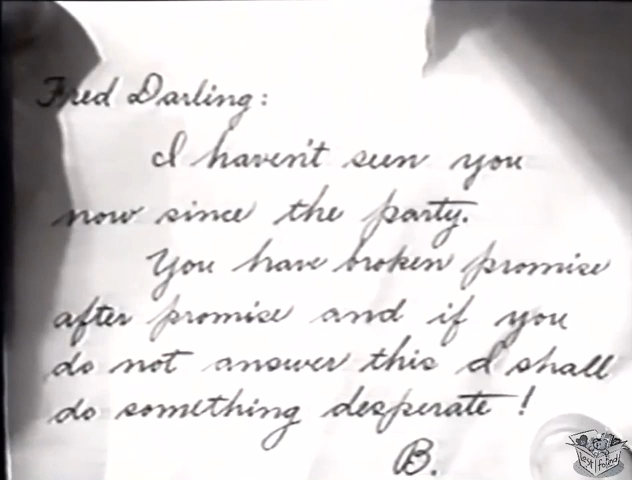 Fred Darling:
I haven't seen you
now since the party.
You have broken promise
after promise and if you
do not answer this I shall
do something desperate!
B.